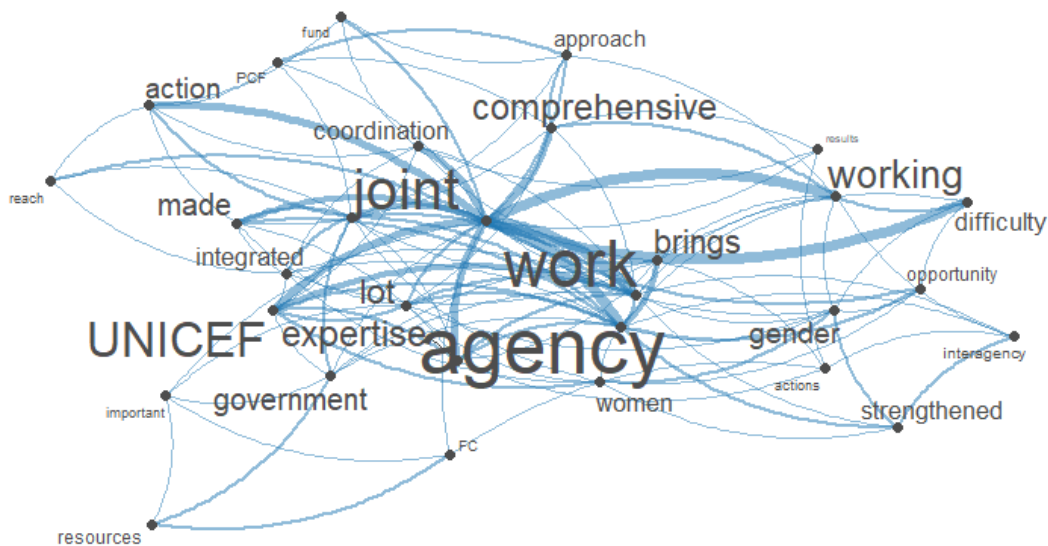 fund
approach
PCF
action
comprehensive
coordination
results
joint
working
reach
made
difficulty
brings
integrated
work
opportunity
lot
UNICEF
expertise
agency
gender
interagency
actions
government
women
important
strengthened
FC
resources